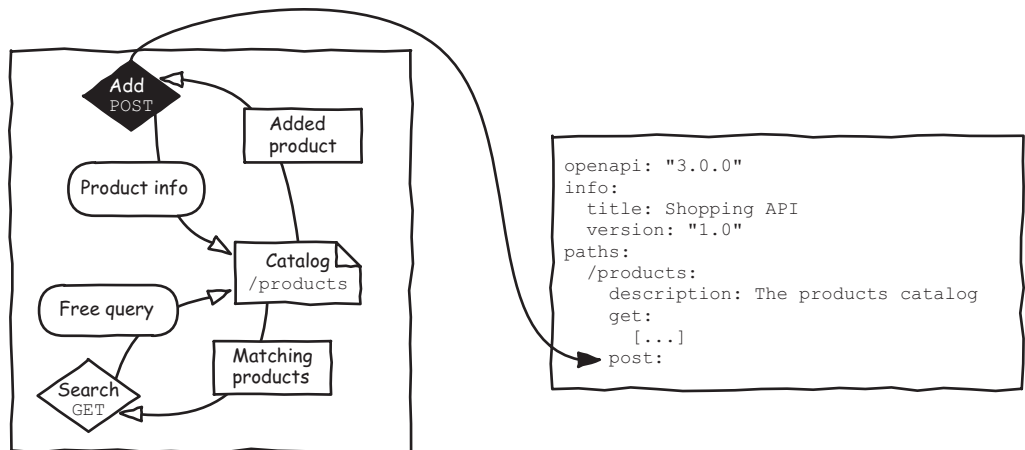 Add
POST
Added
product
Product info
Catalog
/products
Free query
Matching
products
Search
GET
openapi: "3.0.0"
info:
  title: Shopping API
  version: "1.0"
paths:
  /products:
    description: The products catalog
    get:
      [...]
    post: